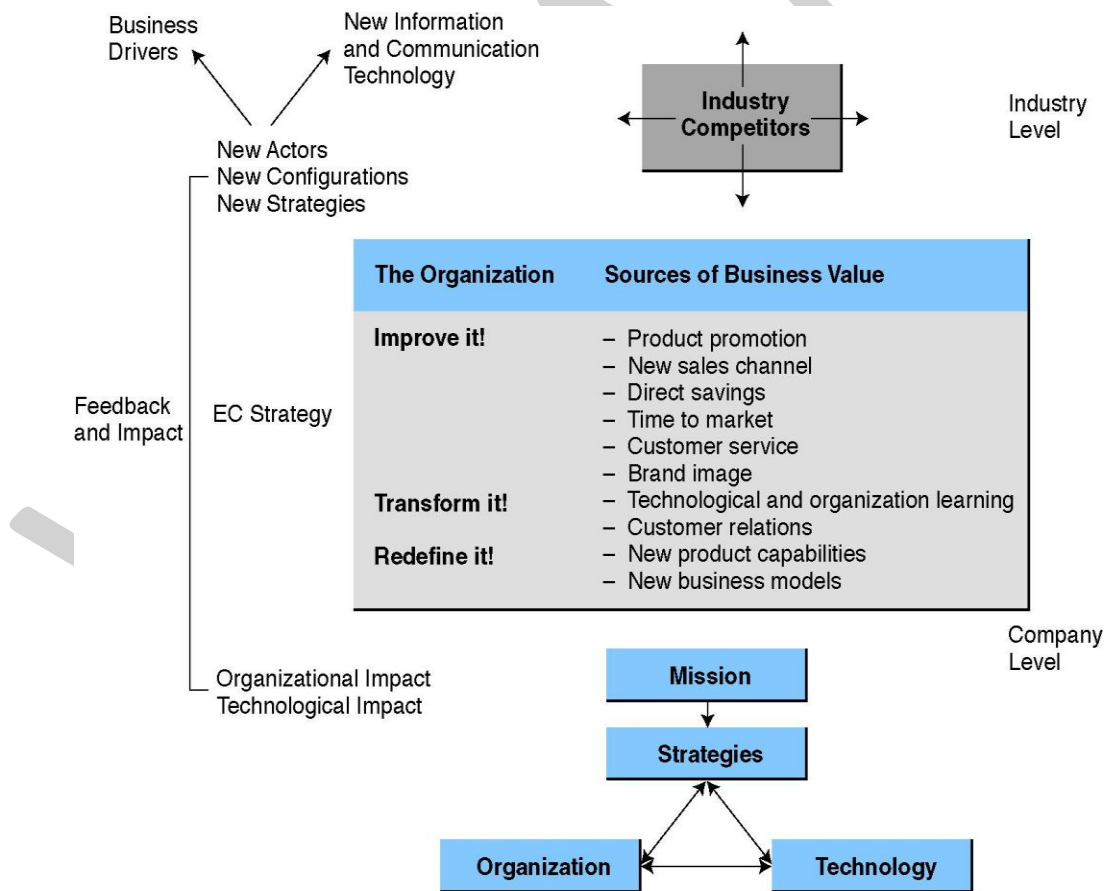 Business
Drivers
New Information
and Communication
Technology
Industry
Competitors
Industry
Level
New Actors
New Configurations
New Strategies
The Organization
Sources of Business Value
Improve it!
– Product promotion
– New sales channel
– Direct savings
– Time to market
– Customer service
– Brand image
Transform it!
– Technological and organization learning
– Customer relations
Redefine it!
– New product capabilities
– New business models
Feedback
and Impact
EC Strategy
Company
Level
Organizational Impact
Technological Impact
Mission
Strategies
Organization
Technology